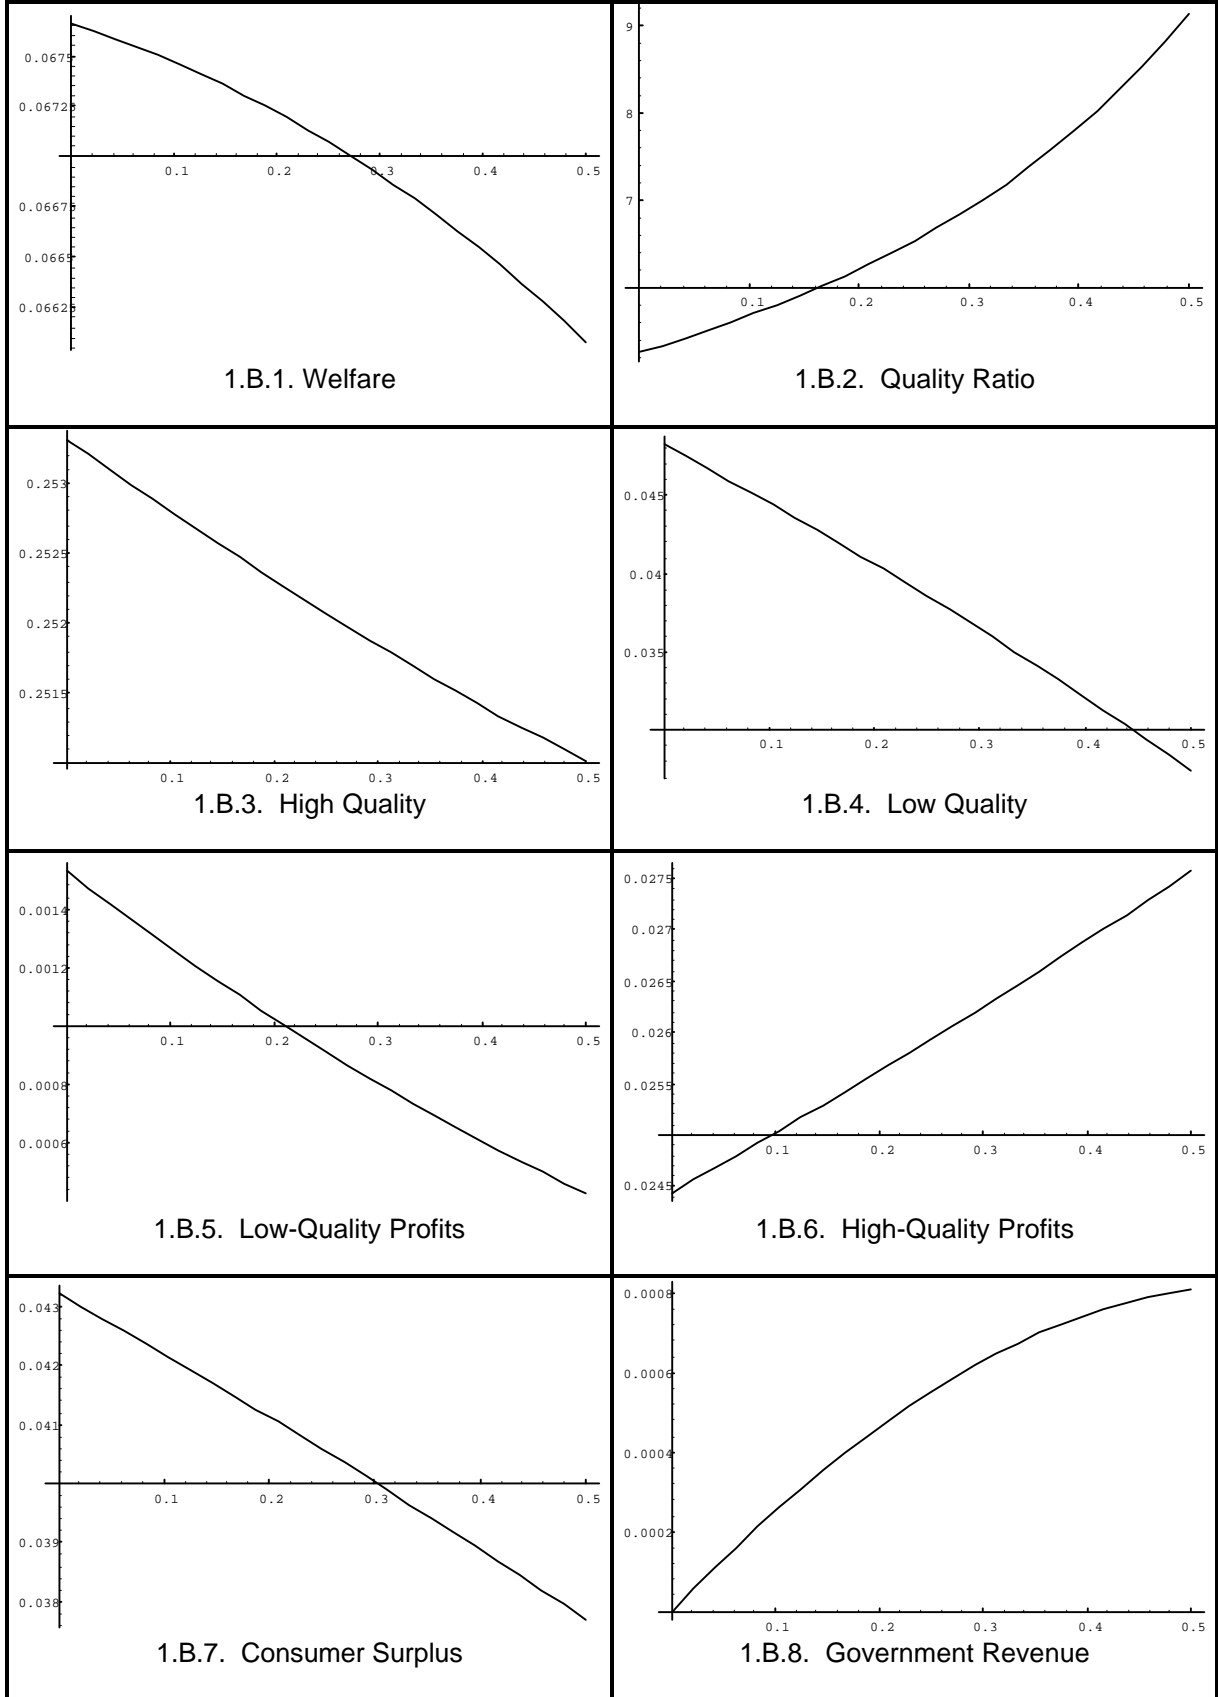 0.0675
0.0672
0.1 0.2 0.3 0.4 0.5
0.0667
0.0665
0.0662
1.B.1. Welfare
9
8
7
0.1 0.2 0.3 0.4 0.5
1.B.2. Quality Ratio
0.253
0.2525
0.252
0.2515
0.1 0.2 0.3 0.4 0.5
1.B.3. High Quality
0.045
0.04
0.035
0.1 0.2 0.3 0.4 0.5
1.B.4. Low Quality
0.0014
0.0012
0.1 0.2 0.3 0.4 0.5
0.0008
0.0006
1.B.5. Low-Quality Profits
0.0275
0.027
0.0265
0.026
0.0255
0.1 0.2 0.3 0.4 0.5
0.0245
1.B.6. High-Quality Profits
0.043
0.042
0.041
0.1 0.2 0.3 0.4 0.5
0.039
0.038
1.B.7. Consumer Surplus
0.0008
0.0006
0.0004
0.0002
0.1 0.2 0.3 0.4 0.5
1.B.8. Government Revenue